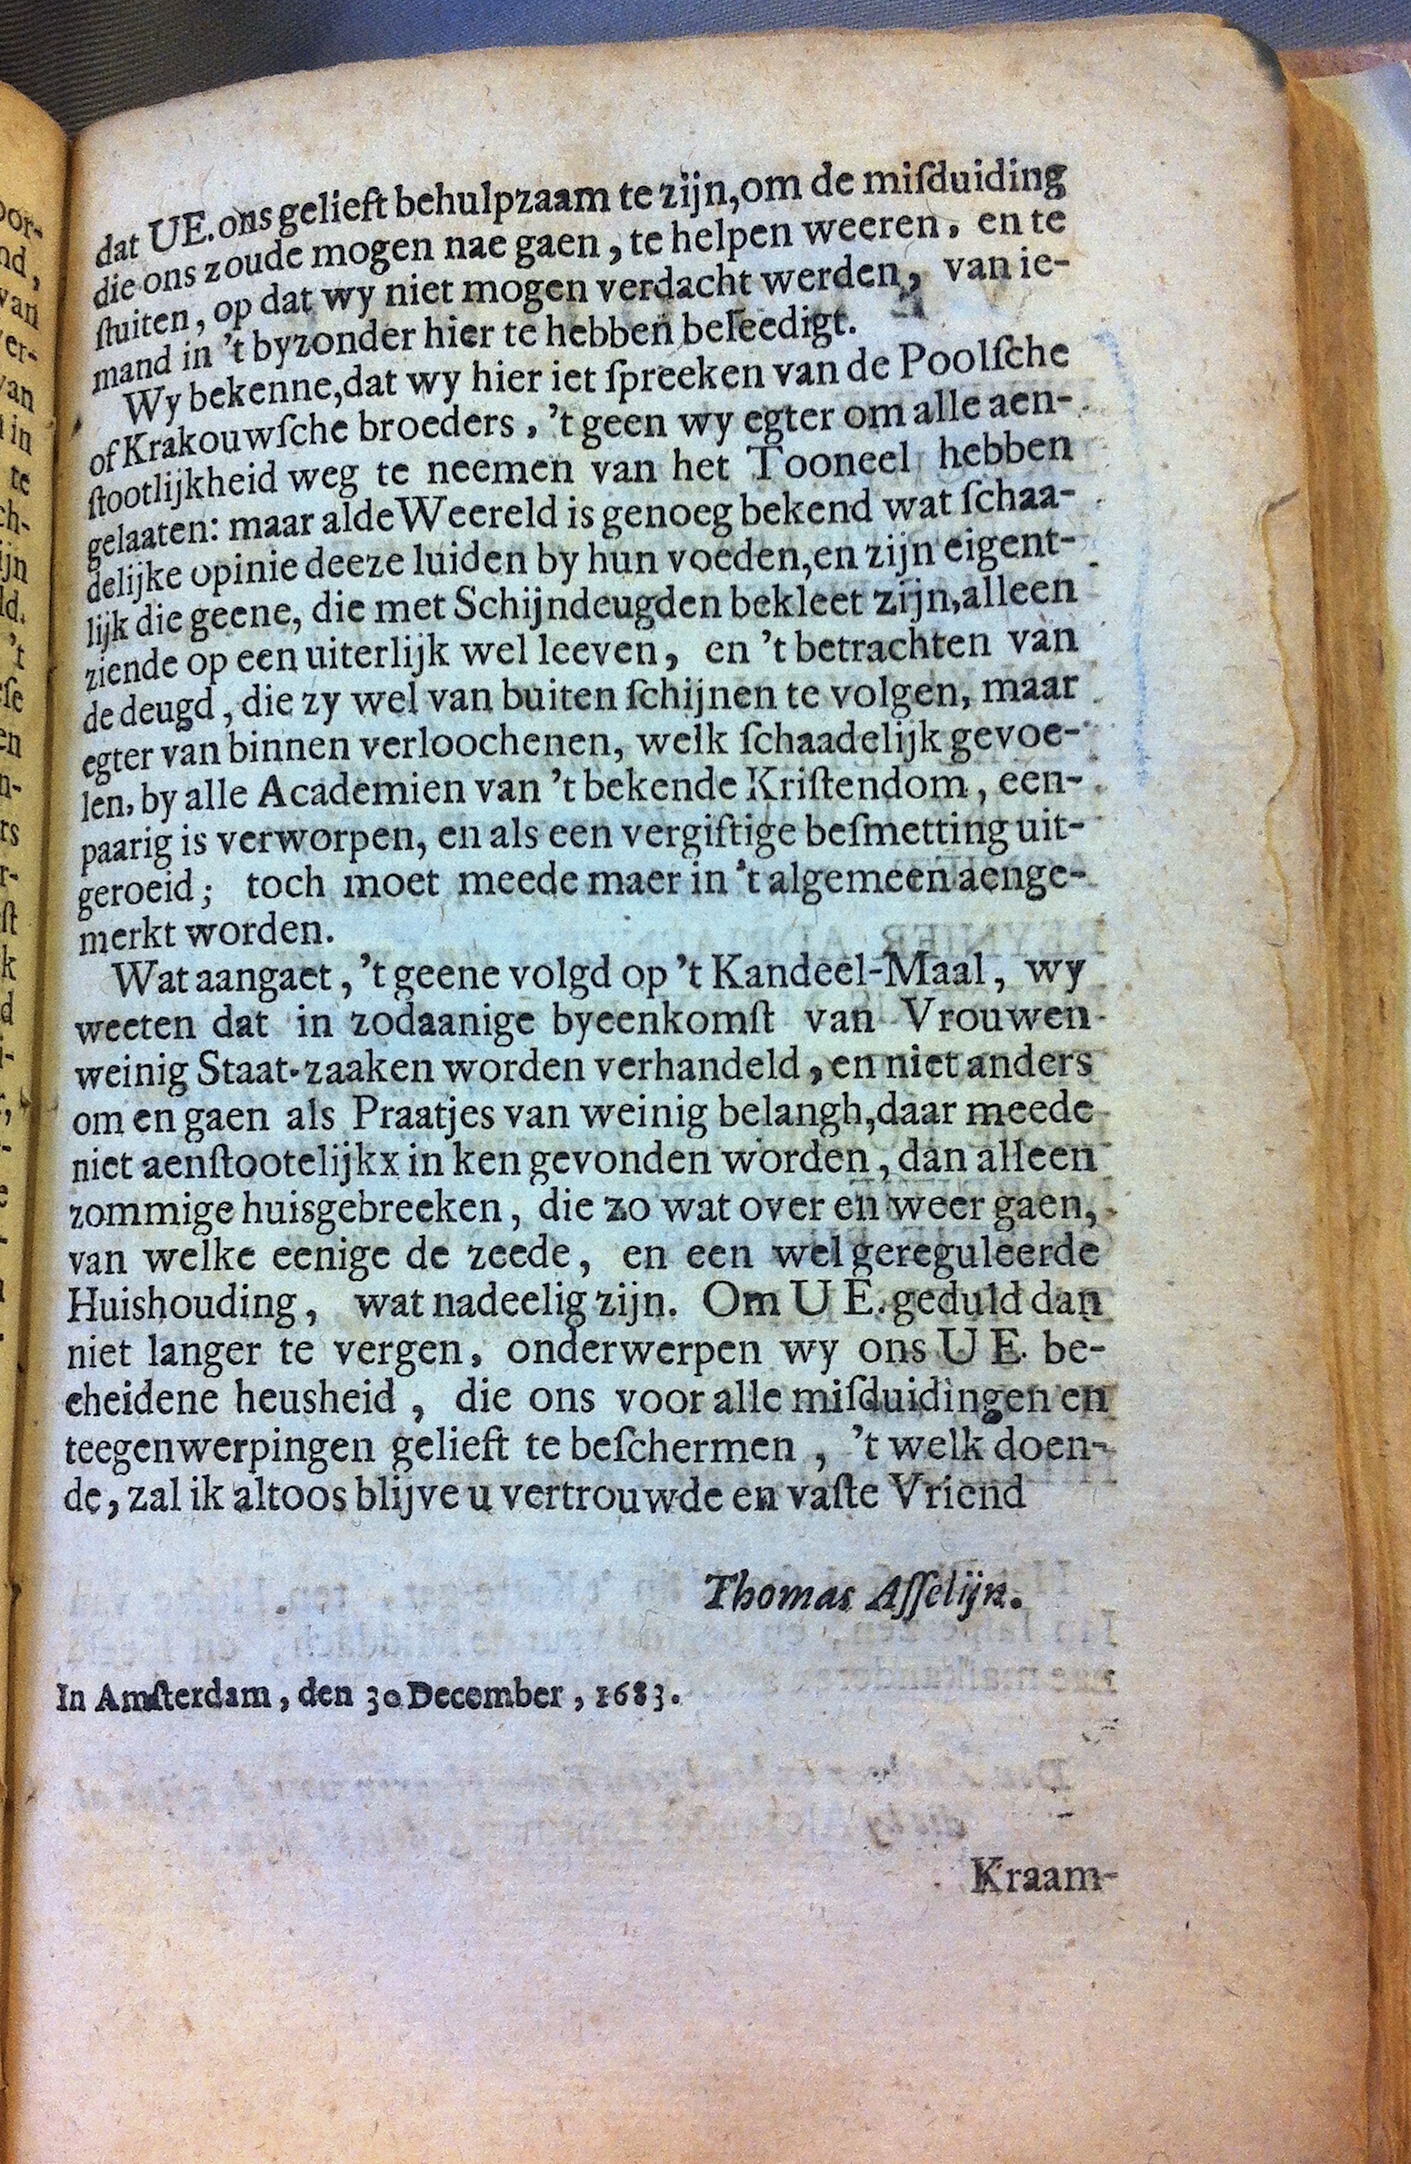 dat UE. ons gelieft behulpzaam te zijn, om de miſduiding
die ons zoude mogen nae gaen, te helpen weeren, en te
ſtuiten, op dat wy niet mogen verdacht werden, van ie-
mand in 't byzonder hier te hebben beleedigt.
Wy bekenne, dat wy hier iet ſpreeken van de Poolſche
of Krakouwſche broeders, 't geen wy egter om alle aen-
ſtootlijkheid weg te neemen van het Tooneel hebben
gelaaten: maar al de Weereld is genoeg bekend wat ſchaa-
delijke opinie deeze luiden by hun voeden, en zijn eigent-
lijk die geene, die met Schijndeugden bekleet zijn, alleen
ziende op een uiterlijk wel leeven, en 't betrachten van
de deugd, die zy wel van buiten ſchijnen te volgen, maar
egter van binnen verloochenen, welk ſchaadelijk gevoe-
len, by alle Academien van 't bekende Kriſtendom, een-
paarig is verworpen, en als een vergiftige beſmetting uit-
geroeid; toch moet meede maer in 't algemeen aenge-
merkt worden.
Wat aangaet, 't geene volgd op 't Kandeel-Maal, wy
weeten dat in zodaanige byeenkomſt van Vrouwen
weinig Staat-zaaken worden verhandeld, en niet anders
om en gaen als Praatjes van weinig belangh, daar meede
niet aenſtootelijkx in ken gevonden worden, dan alleen
zommige huisgebreeken, die zo wat over en weer gaen,
van welke eenige de zeede, en een wel gereguleerde
Huishouding, wat nadeelig zijn. Om U E. geduld dan
niet langer te vergen, onderwerpen wy ons U E. be-
cheidene heusheid, die ons voor alle miſduidingen en
teegenwerpingen gelieft te beſchermen, 't welk doen-
de, zal ik altoos blijve u vertrouwde en vaſte Vriend
Thomas Aſſelijn.
In Amſterdam, den 30 December, 1683.
Kraam-